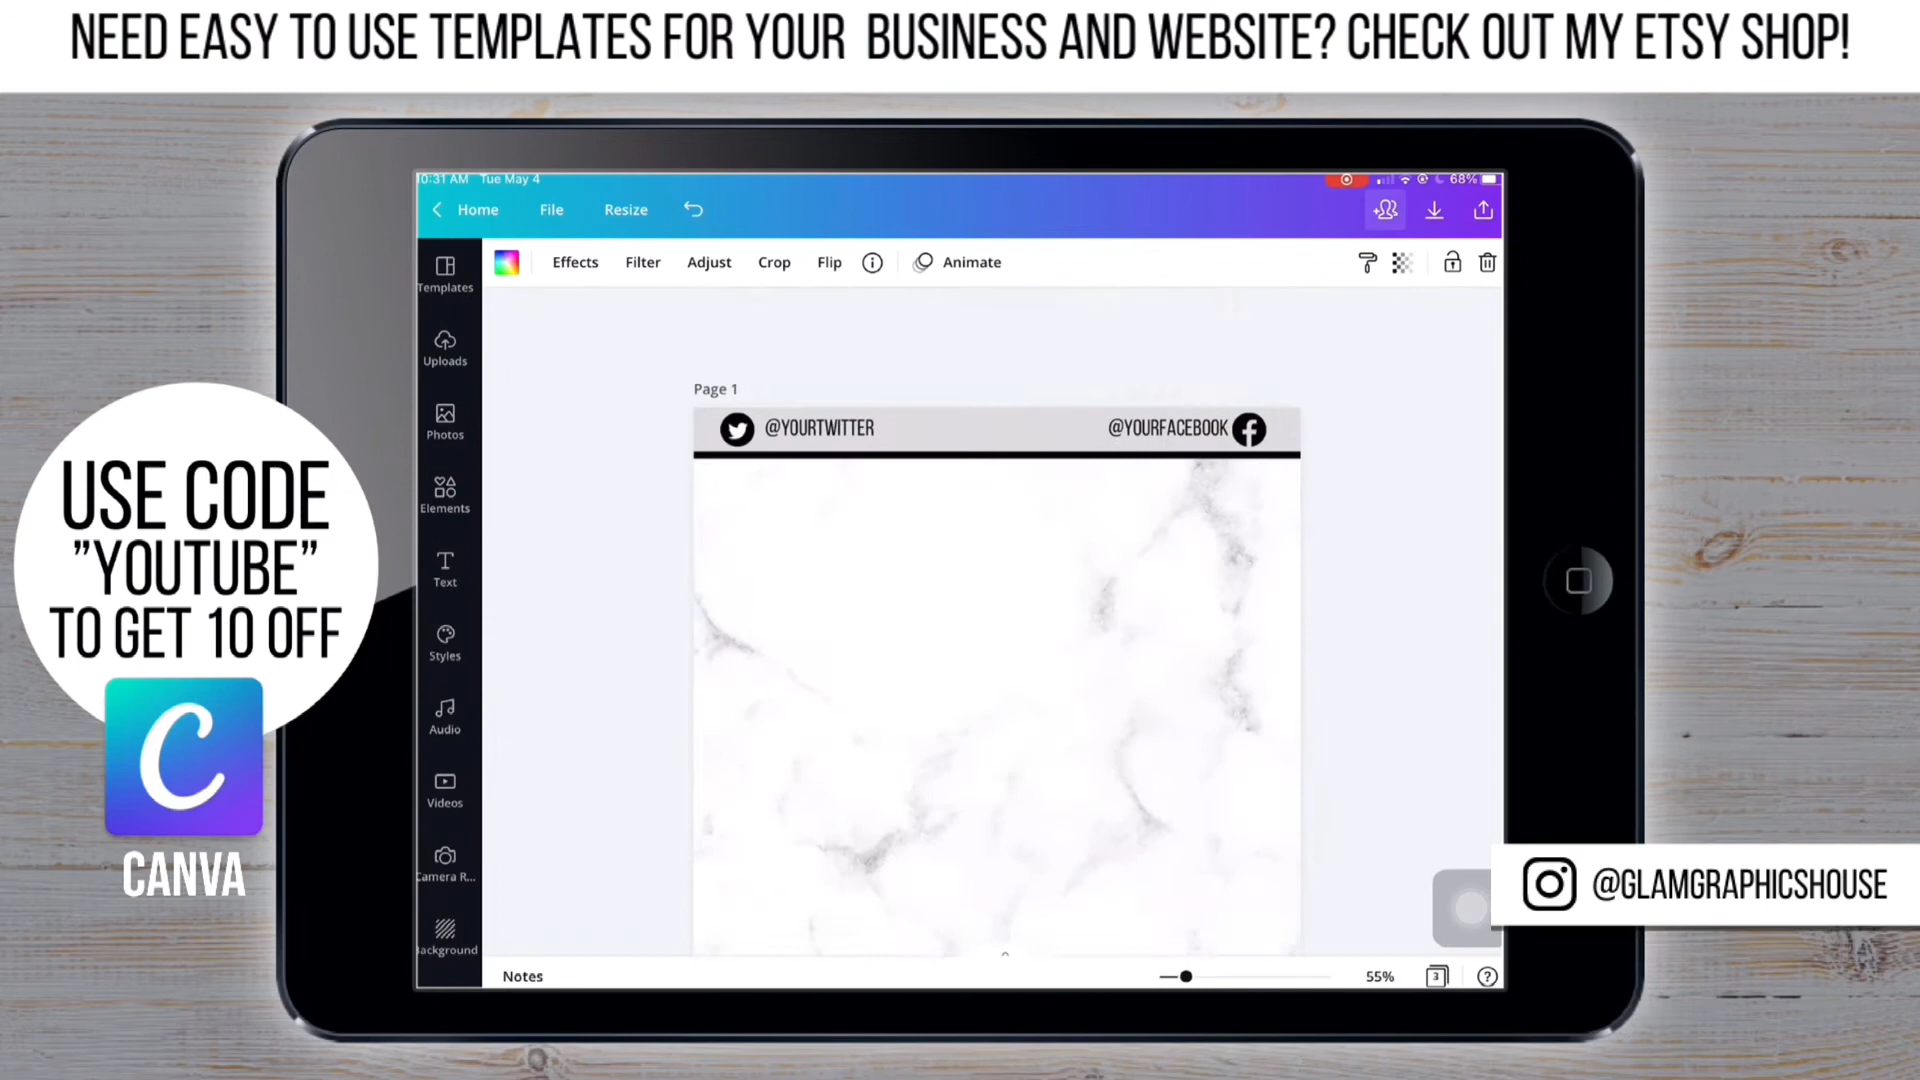 NEED EASY TO USE TEMPLATES FOR YOUR BUSINESS AND WEBSITE? CHECK OUT MY ETSY SHOP!
10:31 AM Tue May 4
68%
Home File Resize
Effects Filter Adjust Crop Flip Animate
Templates
Uploads
Photos
Elements
Text
Styles
Audio
Videos
Camera R...
Background
Page 1
@YOURTWITTER
@YOURFACEBOOK
Notes
55%
3
?
USE CODE
"YOUTUBE"
TO GET 10 OFF
C
CANVA
@GLAMGRAPHICSHOUSE